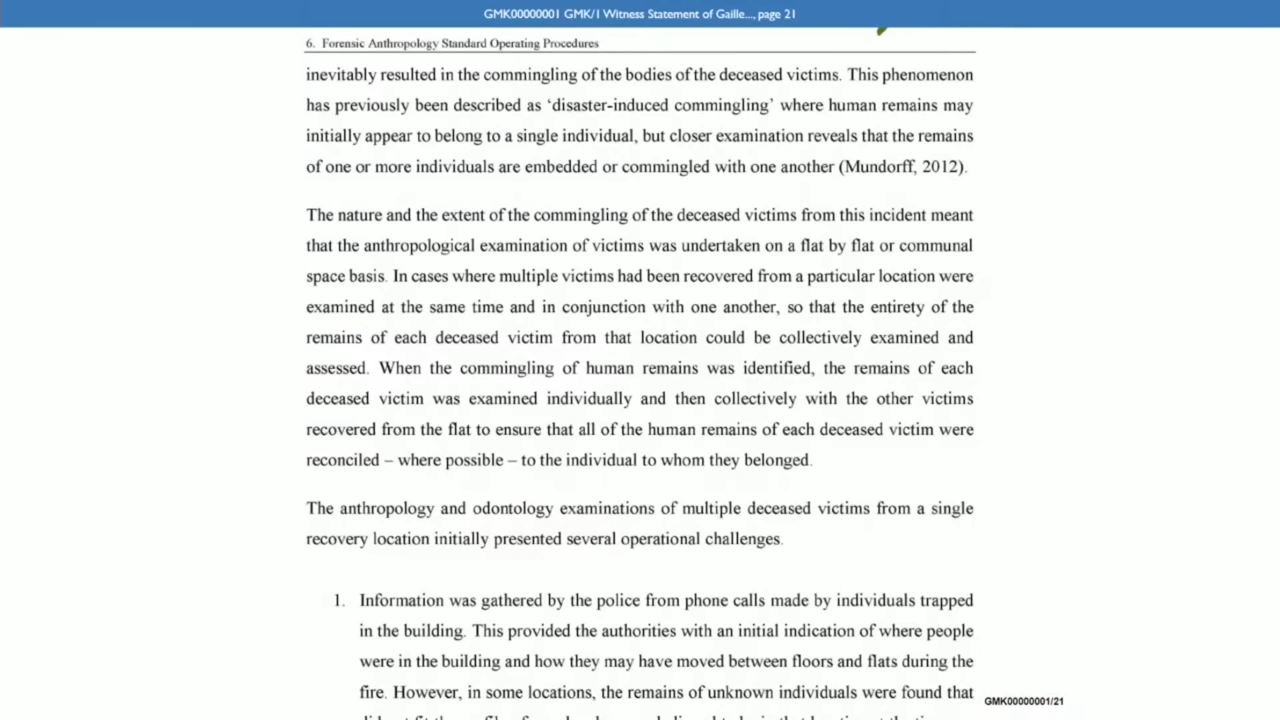 GMK00000001 GMK/1 Witness Statement of Gaille..., page 21
6. Forensic Anthropology Standard Operating Procedures
inevitably resulted in the commingling of the bodies of the deceased victims. This phenomenon
has previously been described as ‘disaster-induced commingling’ where human remains may
initially appear to belong to a single individual, but closer examination reveals that the remains
of one or more individuals are embedded or commingled with one another (Mundorff, 2012).
The nature and the extent of the commingling of the deceased victims from this incident meant
that the anthropological examination of victims was undertaken on a flat by flat or communal
space basis. In cases where multiple victims had been recovered from a particular location were
examined at the same time and in conjunction with one another, so that the entirety of the
remains of each deceased victim from that location could be collectively examined and
assessed. When the commingling of human remains was identified, the remains of each
deceased victim was examined individually and then collectively with the other victims
recovered from the flat to ensure that all of the human remains of each deceased victim were
reconciled – where possible – to the individual to whom they belonged.
The anthropology and odontology examinations of multiple deceased victims from a single
recovery location initially presented several operational challenges.
1. Information was gathered by the police from phone calls made by individuals trapped
in the building. This provided the authorities with an initial indication of where people
were in the building and how they may have moved between floors and flats during the
fire. However, in some locations, the remains of unknown individuals were found that
GMK00000001/21